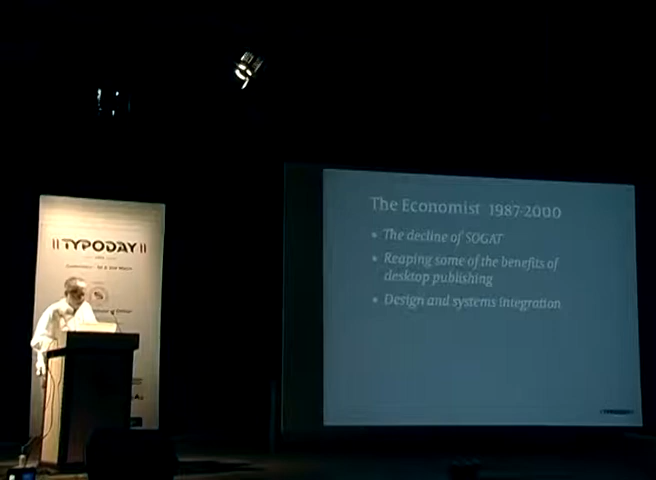 TYPODAY
The Economist 1987-2000
• The decline of SOGAT
• Reaping some of the benefits of
desktop publishing
• Design and systems integration